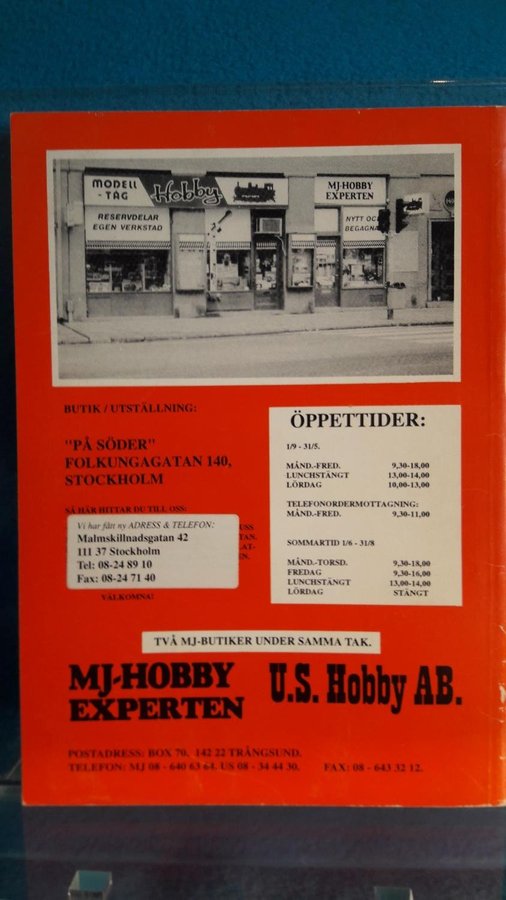 MODELL
- TÅG
Hobby
MJ-HOBBY
EXPERTEN
RESERVDELAR
EGEN VERKSTAD
NYTT OCH
BEGAGNA
BUTIK / UTSTÄLLNING:
"PÅ SÖDER"
FOLKUNGAGATAN 140,
STOCKHOLM
SÅ HÄR HITTAR DU TILL OSS:
Vi har fått ny ADRESS & TELEFON:
Malmskillnadsgatan 42
111 37 Stockholm
Tel: 08-24 89 10
Fax: 08-24 71 40
USS
TAN.
LAT-
EN.
VÄLKOMNA!
ÖPPETTIDER:
1/9 - 31/5.
MÅND.-FRED. 9,30-18,00
LUNCHSTÄNGT 13,00-14,00
LÖRDAG 10,00-13,00
TELEFONORDERMOTTAGNING:
MÅND.-FRED. 9,30-11,00
SOMMARTID 1/6 - 31/8
MÅND.-TORSD. 9,30-18,00
FREDAG 9,30-16,00
LUNCHSTÄNGT 13,00-14,00
LÖRDAG STÄNGT
TVÅ MJ-BUTIKER UNDER SAMMA TAK.
MJ-HOBBY
EXPERTEN
U.S. Hobby AB.
POSTADRESS: BOX 70. 142 22 TRÅNGSUND.
TELEFON: MJ 08 - 640 63 64. US 08 - 34 44 30. FAX: 08 - 643 32 12.